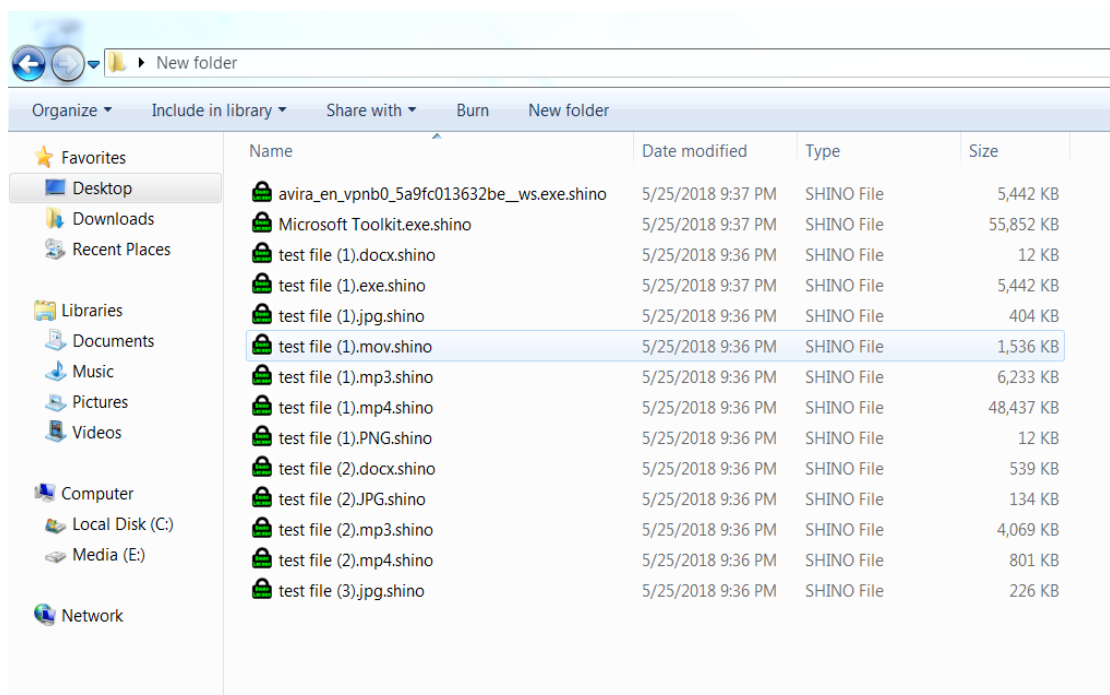 New folder
Organize Include in library Share with Burn New folder
Favorites
Desktop
Downloads
Recent Places
Libraries
Documents
Music
Pictures
Videos
Computer
Local Disk (C:)
Media (E:)
Network
Name Date modified Type Size
avira_en_vpnb0_5a9fc013632be__ws.exe.shino 5/25/2018 9:37 PM SHINO File 5,442 KB
Microsoft Toolkit.exe.shino 5/25/2018 9:37 PM SHINO File 55,852 KB
test file (1).docx.shino 5/25/2018 9:36 PM SHINO File 12 KB
test file (1).exe.shino 5/25/2018 9:36 PM SHINO File 5,442 KB
test file (1).jpg.shino 5/25/2018 9:36 PM SHINO File 404 KB
test file (1).mov.shino 5/25/2018 9:36 PM SHINO File 1,536 KB
test file (1).mp3.shino 5/25/2018 9:36 PM SHINO File 6,233 KB
test file (1).mp4.shino 5/25/2018 9:36 PM SHINO File 48,437 KB
test file (1).PNG.shino 5/25/2018 9:36 PM SHINO File 12 KB
test file (2).docx.shino 5/25/2018 9:36 PM SHINO File 539 KB
test file (2).JPG.shino 5/25/2018 9:36 PM SHINO File 134 KB
test file (2).mp3.shino 5/25/2018 9:36 PM SHINO File 4,069 KB
test file (2).mp4.shino 5/25/2018 9:36 PM SHINO File 801 KB
test file (3).jpg.shino 5/25/2018 9:36 PM SHINO File 226 KB